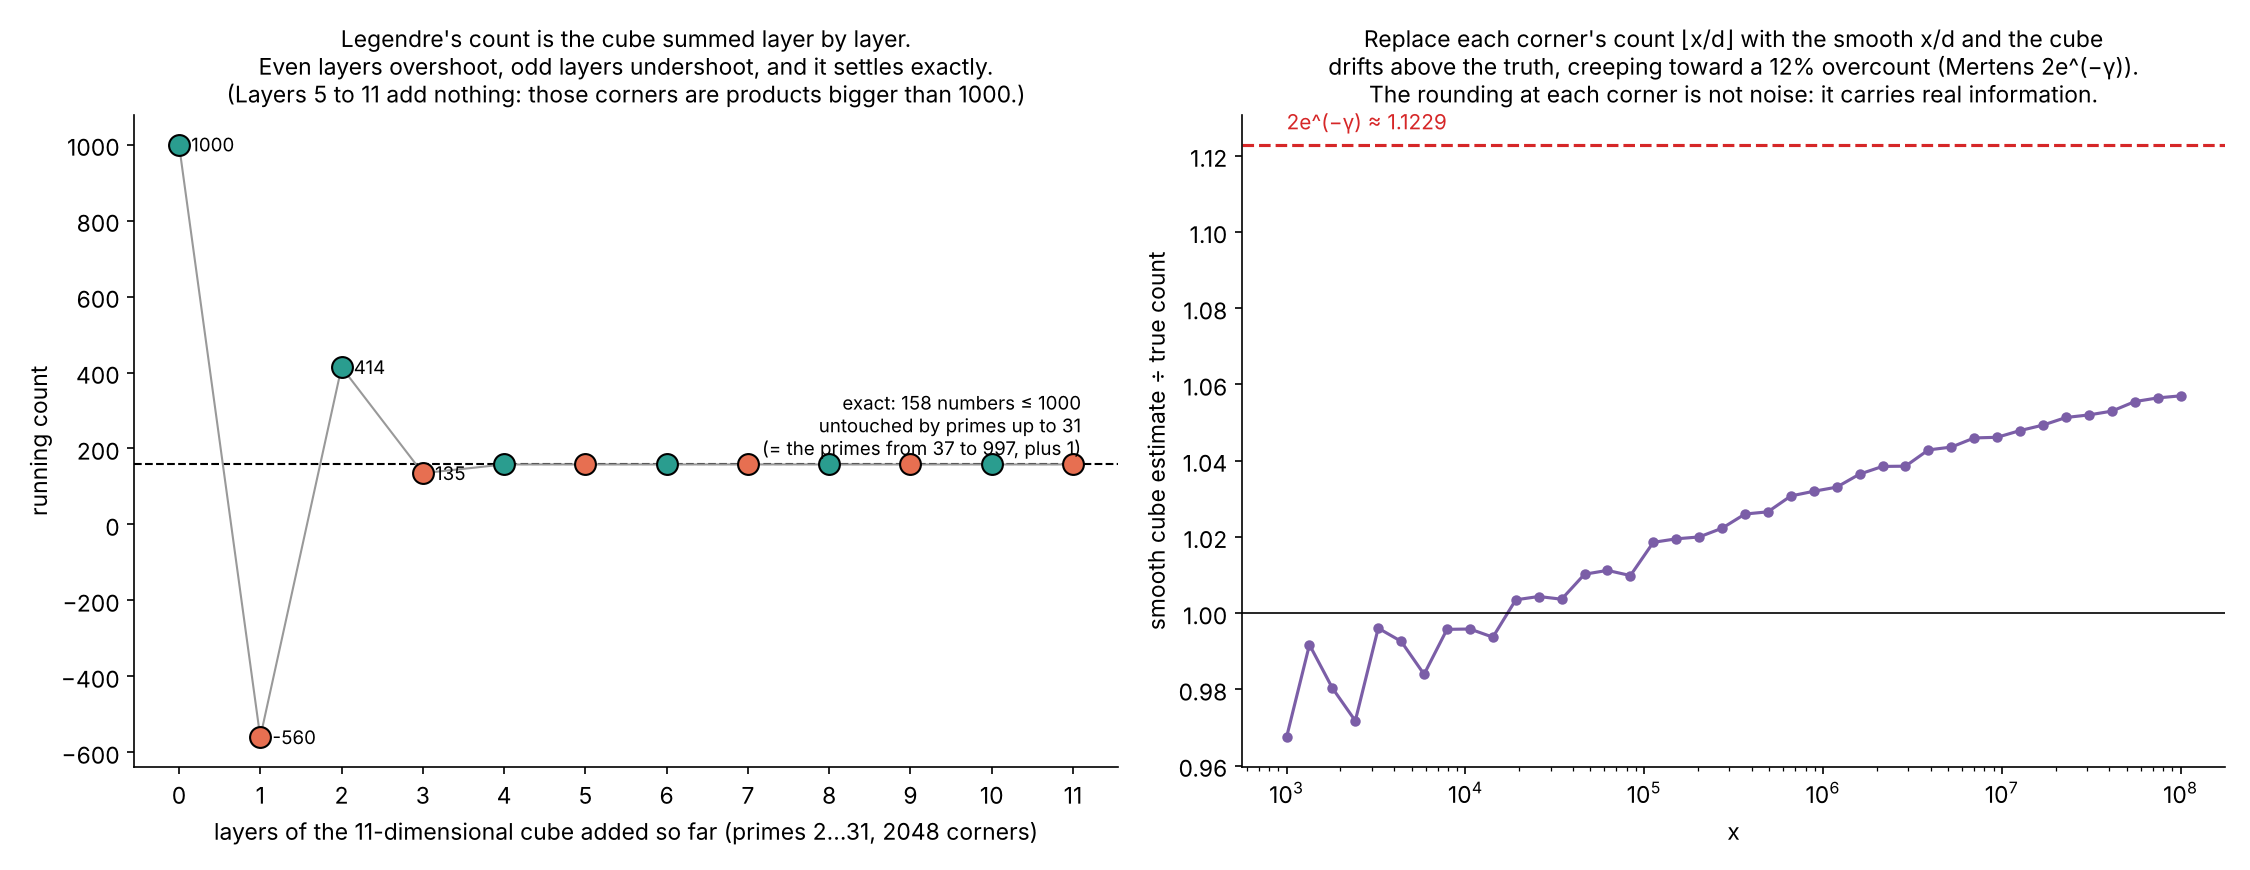 Legendre's count is the cube summed layer by layer.
Even layers overshoot, odd layers undershoot, and it settles exactly.
(Layers 5 to 11 add nothing: those corners are products bigger than 1000.)
running count
1000
800
600
400
200
0
−200
−400
−600
1000
-560
414
135
exact: 158 numbers ≤ 1000
untouched by primes up to 31
(= the primes from 37 to 997, plus 1)
0 1 2 3 4 5 6 7 8 9 10 11
layers of the 11-dimensional cube added so far (primes 2…31, 2048 corners)
Replace each corner's count ⌊x/d⌋ with the smooth x/d and the cube
drifts above the truth, creeping toward a 12% overcount (Mertens 2e^(−γ)).
The rounding at each corner is not noise: it carries real information.
2e^(−γ) ≈ 1.1229
smooth cube estimate ÷ true count
1.12
1.10
1.08
1.06
1.04
1.02
1.00
0.98
0.96
10³ 10⁴ 10⁵ 10⁶ 10⁷ 10⁸
x